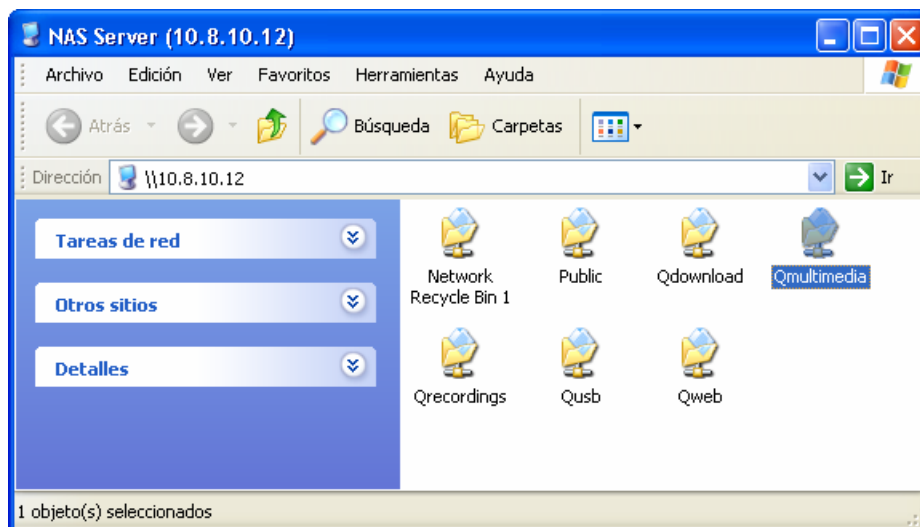 NAS Server (10.8.10.12)
Archivo Edición Ver Favoritos Herramientas Ayuda
Atrás Búsqueda Carpetas
Dirección \\10.8.10.12 Ir
Tareas de red
Otros sitios
Detalles
Network Recycle Bin 1
Public
Qdownload
Qmultimedia
Qrecordings
Qusb
Qweb
1 objeto(s) seleccionados